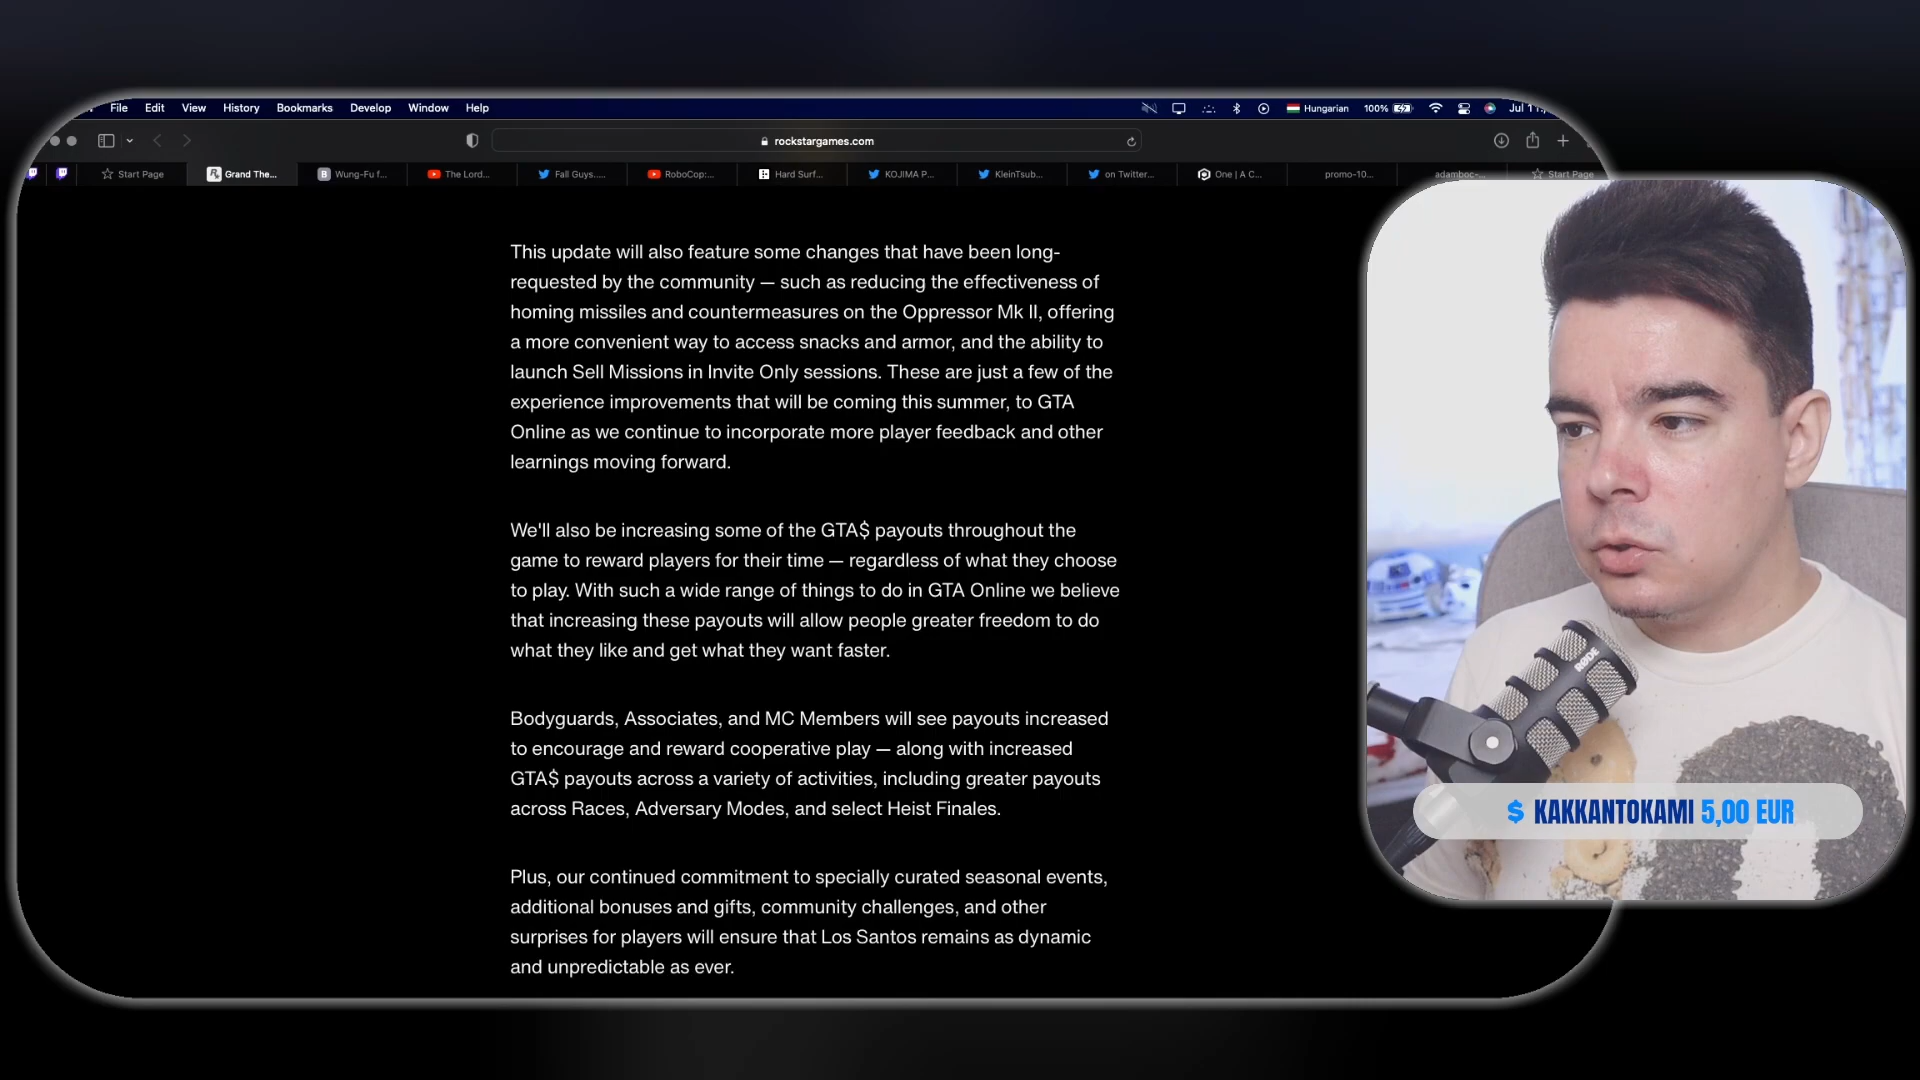 File Edit View History Bookmarks Develop Window Help Hungarian 100%
rockstargames.com
Start Page Grand The... Wung-Fu f... The Lord... Fall Guys.... RoboCop:... Hard Surf... KOJIMA P... KleinTsub... on Twitter... One | A C... promo-10... adamboc-... Start Page
This update will also feature some changes that have been long-
requested by the community — such as reducing the effectiveness of
homing missiles and countermeasures on the Oppressor Mk II, offering
a more convenient way to access snacks and armor, and the ability to
launch Sell Missions in Invite Only sessions. These are just a few of the
experience improvements that will be coming this summer, to GTA
Online as we continue to incorporate more player feedback and other
learnings moving forward.
We'll also be increasing some of the GTA$ payouts throughout the
game to reward players for their time — regardless of what they choose
to play. With such a wide range of things to do in GTA Online we believe
that increasing these payouts will allow people greater freedom to do
what they like and get what they want faster.
Bodyguards, Associates, and MC Members will see payouts increased
to encourage and reward cooperative play — along with increased
GTA$ payouts across a variety of activities, including greater payouts
across Races, Adversary Modes, and select Heist Finales.
Plus, our continued commitment to specially curated seasonal events,
additional bonuses and gifts, community challenges, and other
surprises for players will ensure that Los Santos remains as dynamic
and unpredictable as ever.
RØDE
$ KAKKANTOKAMI 5,00 EUR